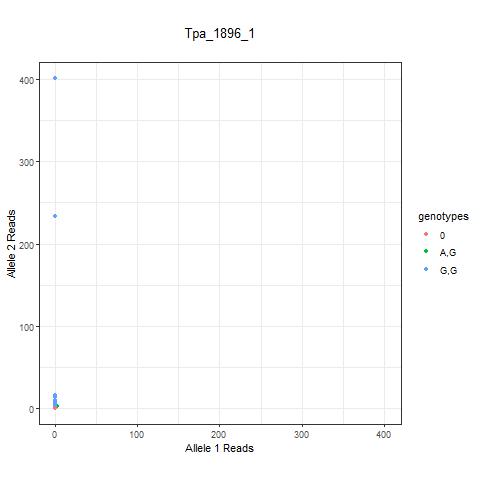 Tpa_1896_1
400
300
200
100
0
Allele 2 Reads
0 100 200 300 400
Allele 1 Reads
genotypes
0
A,G
G,G